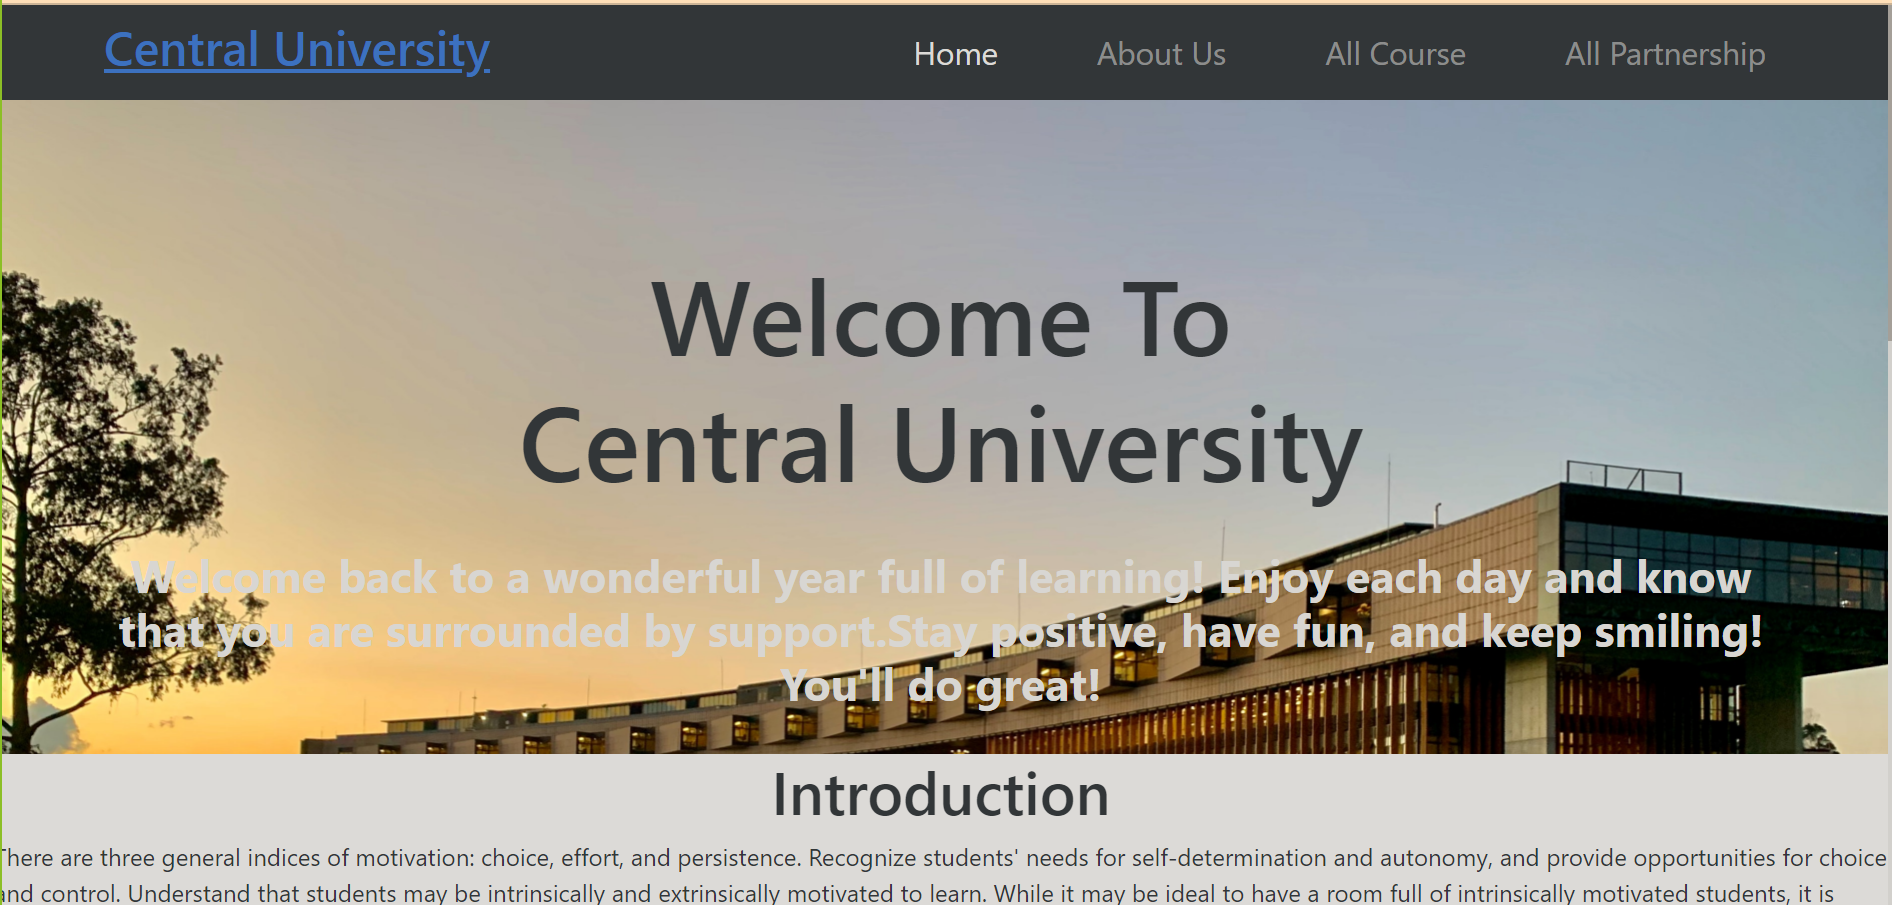 Central University
Home
About Us
All Course
All Partnership
Welcome To
Central University
Welcome back to a wonderful year full of learning! Enjoy each day and know
that you are surrounded by support.Stay positive, have fun, and keep smiling!
You'll do great!
Introduction
There are three general indices of motivation: choice, effort, and persistence. Recognize students' needs for self-determination and autonomy, and provide opportunities for choice
and control. Understand that students may be intrinsically and extrinsically motivated to learn. While it may be ideal to have a room full of intrinsically motivated students, it is